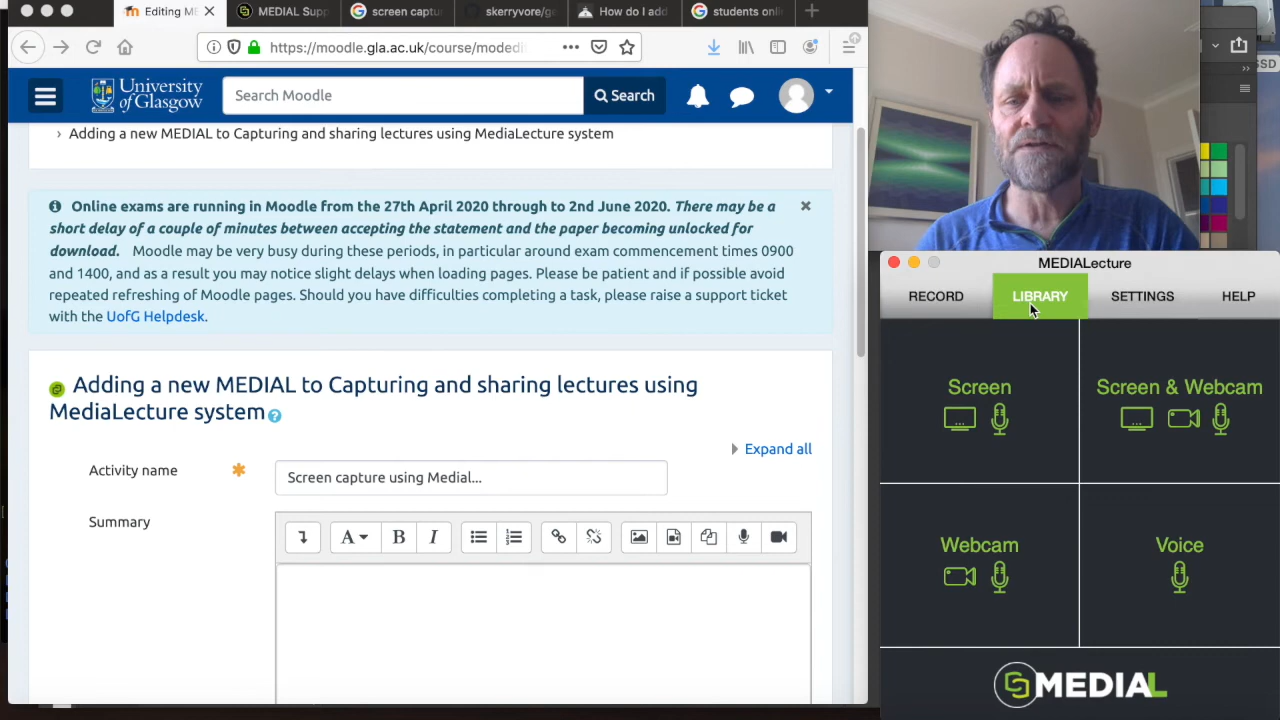 Editing ME
MEDIAL Supp
screen captu
skerryvore/ge
How do I add
students onli
https://moodle.gla.ac.uk/course/modedi
University
of Glasgow
Search Moodle
Search
Adding a new MEDIAL to Capturing and sharing lectures using MediaLecture system
Online exams are running in Moodle from the 27th April 2020 through to 2nd June 2020. There may be a
short delay of a couple of minutes between accepting the statement and the paper becoming unlocked for
download. Moodle may be very busy during these periods, in particular around exam commencement times 0900
and 1400, and as a result you may notice slight delays when loading pages. Please be patient and if possible avoid
repeated refreshing of Moodle pages. Should you have difficulties completing a task, please raise a support ticket
with the UofG Helpdesk.
Adding a new MEDIAL to Capturing and sharing lectures using
MediaLecture system
Expand all
Activity name
Screen capture using Medial...
Summary
A
B
I
SSD
MEDIALecture
RECORD
LIBRARY
SETTINGS
HELP
Screen
Screen & Webcam
Webcam
Voice
MEDIAL